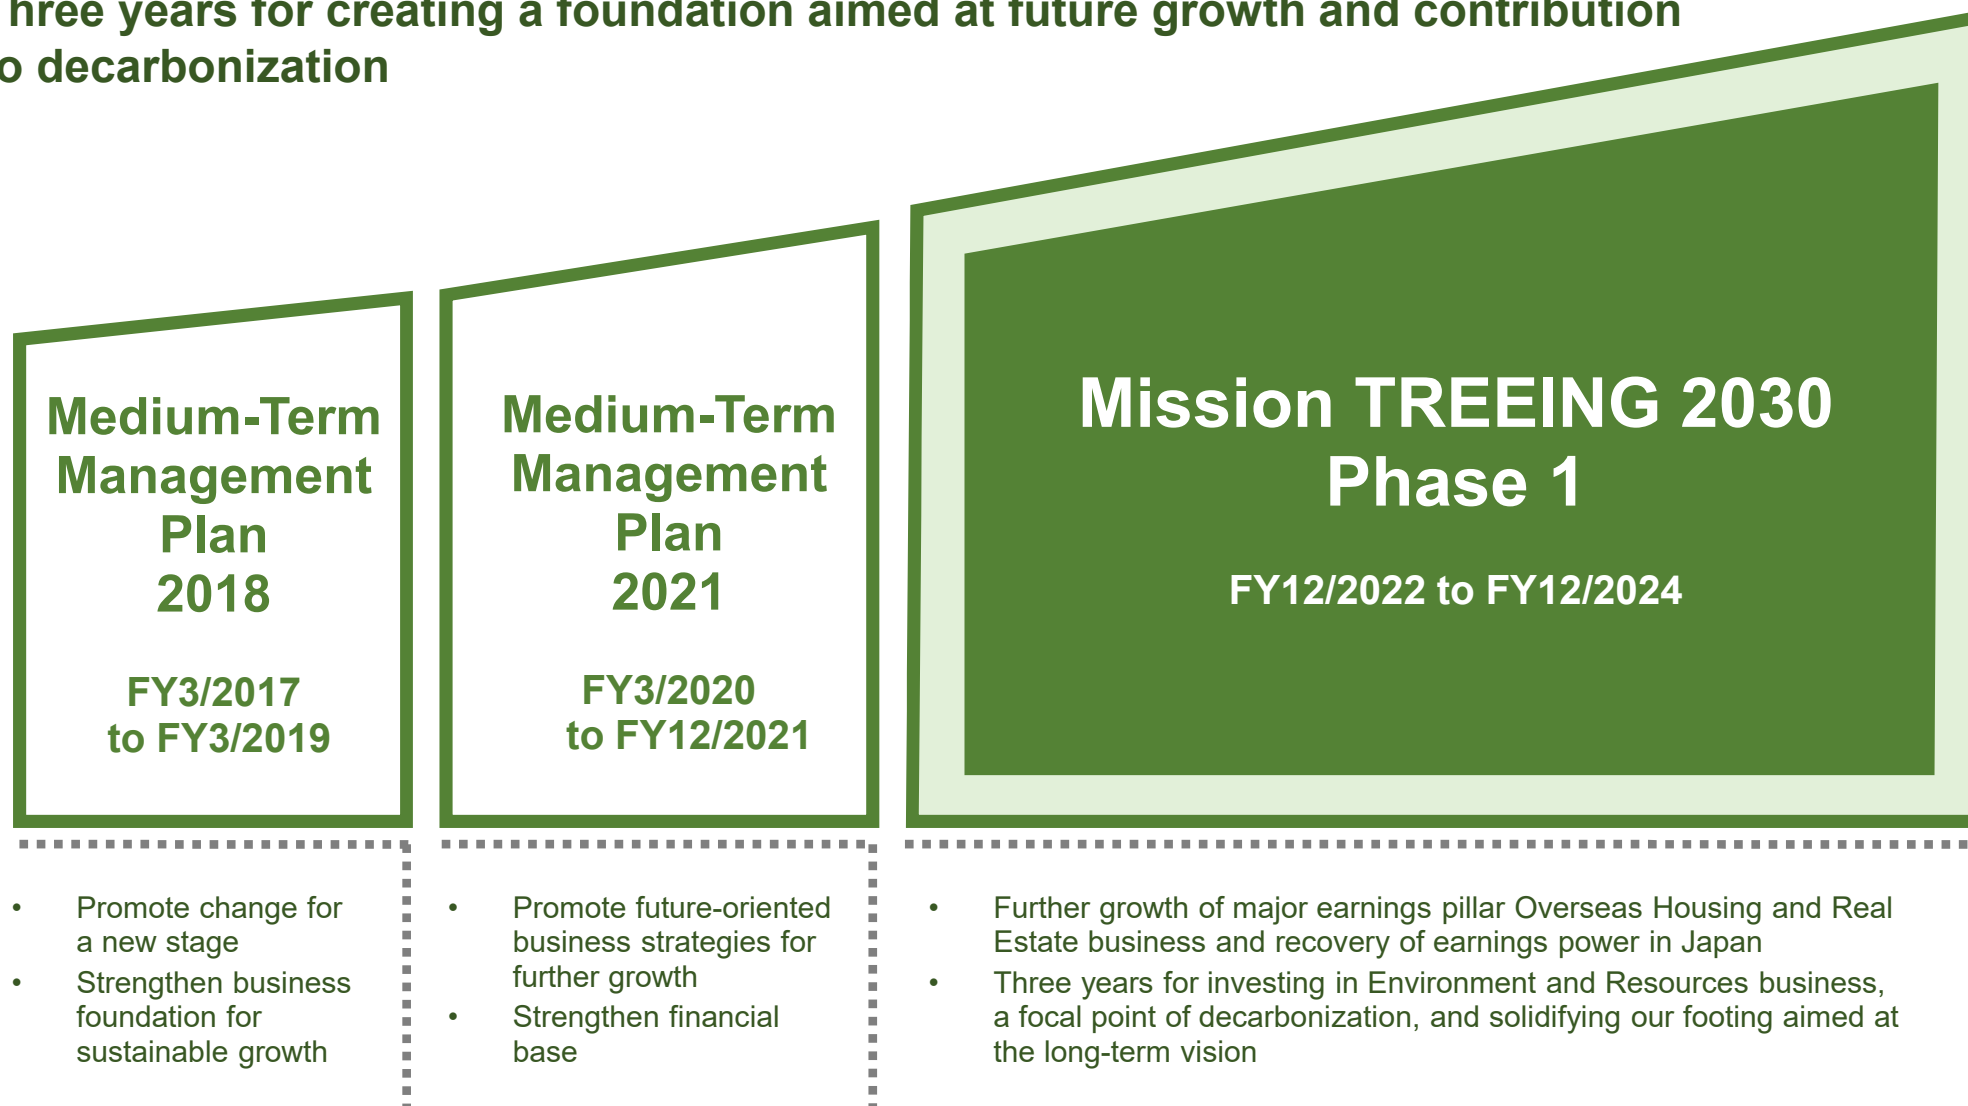 hree years for creating a foundation aimed at future growth and contribution
o decarbonization
Medium-Term
Management
Plan
2018
FY3/2017
to FY3/2019
Medium-Term
Management
Plan
2021
FY3/2020
to FY12/2021
Mission TREEING 2030
Phase 1
FY12/2022 to FY12/2024
• Promote change for
a new stage
• Strengthen business
foundation for
sustainable growth
• Promote future-oriented
business strategies for
further growth
• Strengthen financial
base
• Further growth of major earnings pillar Overseas Housing and Real
Estate business and recovery of earnings power in Japan
• Three years for investing in Environment and Resources business,
a focal point of decarbonization, and solidifying our footing aimed at
the long-term vision